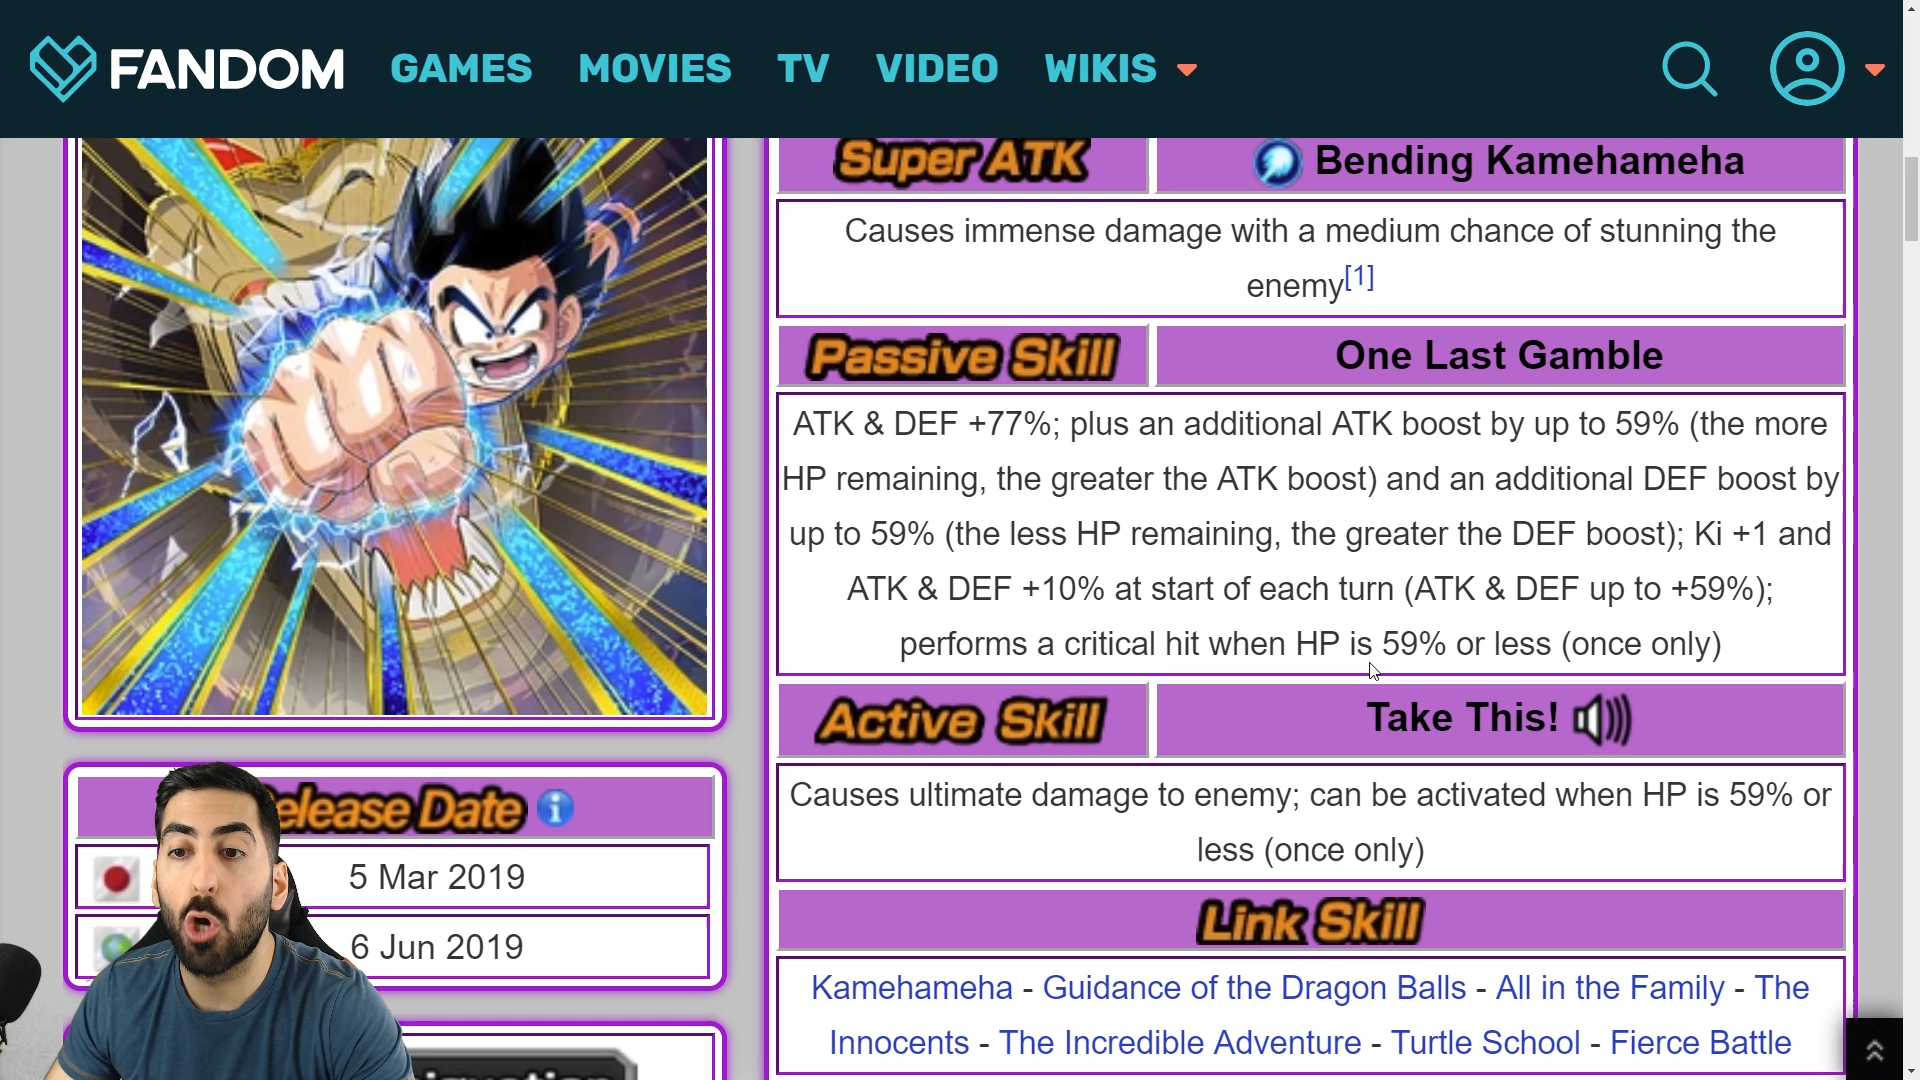 FANDOM GAMES MOVIES TV VIDEO WIKIS
Super ATK
Bending Kamehameha
Causes immense damage with a medium chance of stunning the
enemy[1]
Passive Skill
One Last Gamble
ATK & DEF +77%; plus an additional ATK boost by up to 59% (the more
HP remaining, the greater the ATK boost) and an additional DEF boost by
up to 59% (the less HP remaining, the greater the DEF boost); Ki +1 and
ATK & DEF +10% at start of each turn (ATK & DEF up to +59%);
performs a critical hit when HP is 59% or less (once only)
Active Skill
Take This!
Causes ultimate damage to enemy; can be activated when HP is 59% or
less (once only)
Link Skill
Kamehameha - Guidance of the Dragon Balls - All in the Family - The
Innocents - The Incredible Adventure - Turtle School - Fierce Battle
elease Date
5 Mar 2019
6 Jun 2019